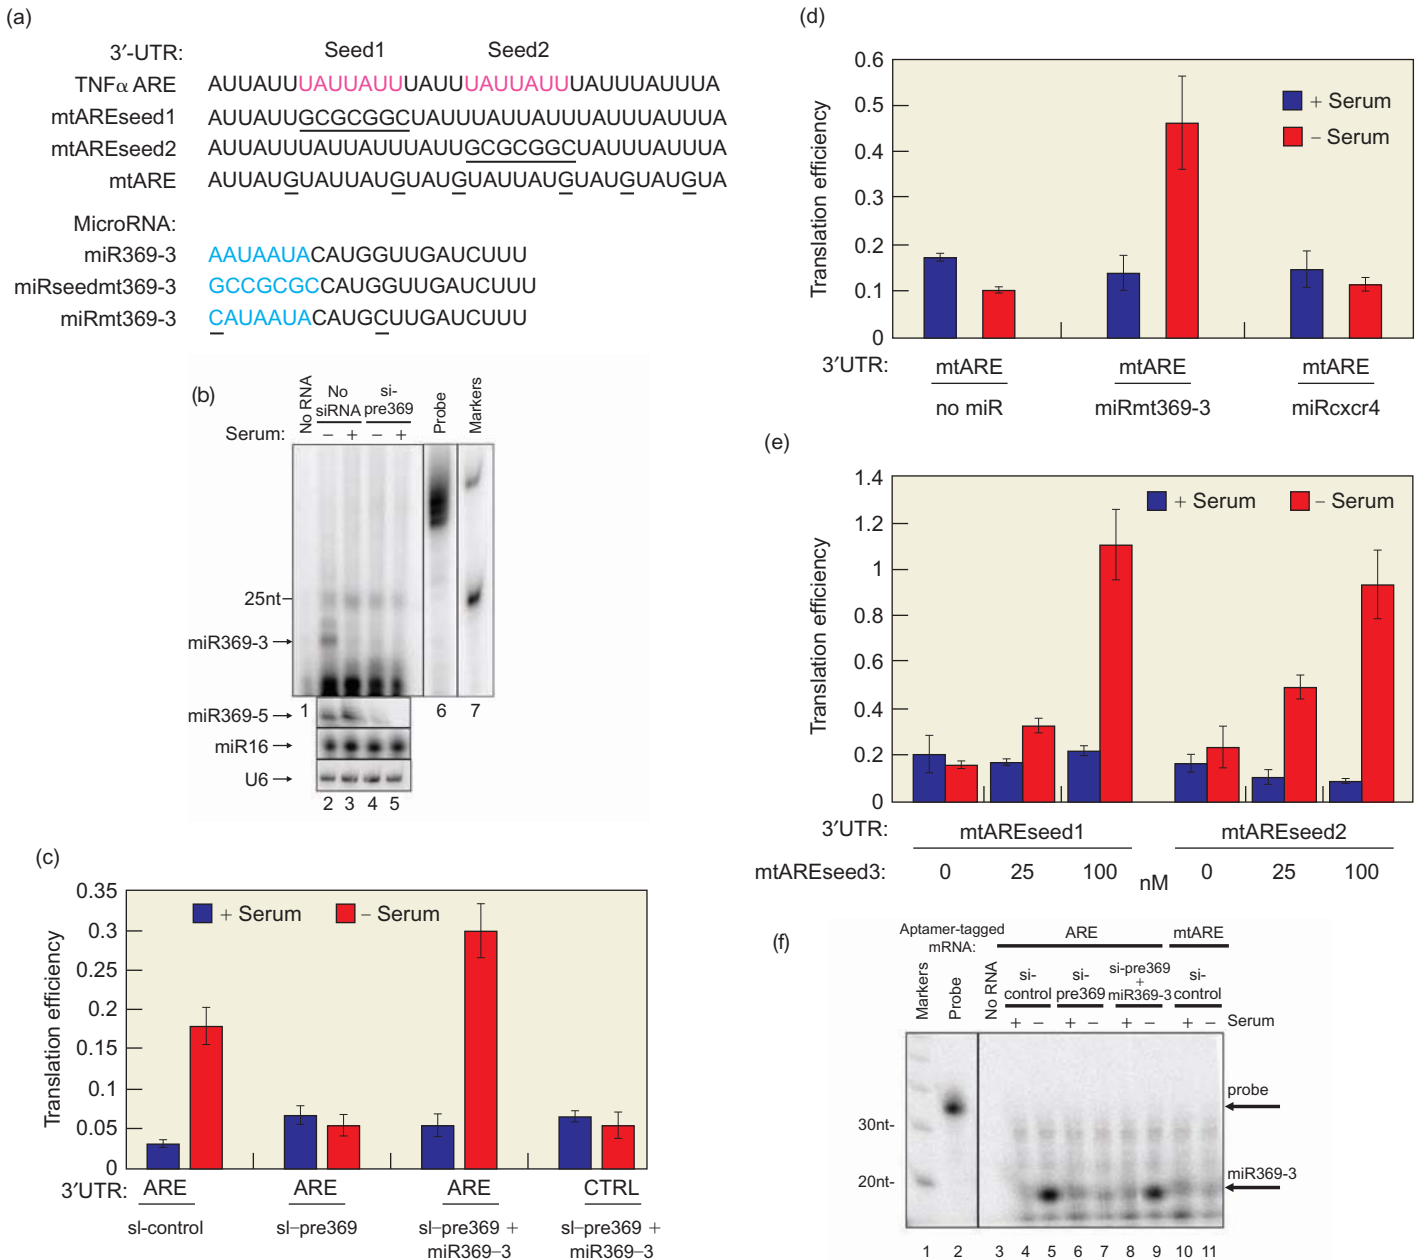 (a)
3′-UTR: Seed1 Seed2
TNFα ARE AUUAUUUAUUAUUUAUUUAUUAUUUAUUUAUUUA
mtAREseed1 AUUAUUGCGCGGCUAUUUAUUAUUUAUUUAUUUA
mtAREseed2 AUUAUUUAUUAUUUAUUGCGCGGCUAUUUAUUUA
mtARE AUUAUGUAUUAUGUAUGUAUUAUGUAUGUAUGUA
MicroRNA:
miR369-3 AAUAAUACAUGGUUGAUCUUU
miRseedmt369-3 GCCGCGCCAUGGUUGAUCUUU
miRmt369-3 CAUAAUACAUGCUUGAUCUUU
(b)
No RNA
No siRNA
si-pre369
Probe
Markers
Serum: – + – +
25nt
miR369-3
1 6 7
miR369-5
miR16
U6
2 3 4 5
(c)
Translation efficiency
0.35
0.3
0.25
0.2
0.15
0.1
0.05
0
+ Serum – Serum
3′UTR: ARE ARE ARE CTRL
sl-control sl–pre369 sl–pre369 + sl–pre369 +
miR369–3 miR369–3
(d)
Translation efficiency
0.6
0.5
0.4
0.3
0.2
0.1
0
+ Serum
– Serum
3′UTR: mtARE mtARE mtARE
no miR miRmt369-3 miRcxcr4
(e)
Translation efficiency
1.4
1.2
1
0.8
0.6
0.4
0.2
0
+ Serum – Serum
3′UTR: mtAREseed1 mtAREseed2
mtAREseed3: 0 25 100 nM 0 25 100
(f)
Aptamer-tagged
mRNA: ARE mtARE
Markers
Probe
No RNA
si-control
si-pre369
si-pre369 + miR369-3
si-control
+ – + – + – + – Serum
probe
30nt-
20nt-
miR369-3
1 2 3 4 5 6 7 8 9 10 11